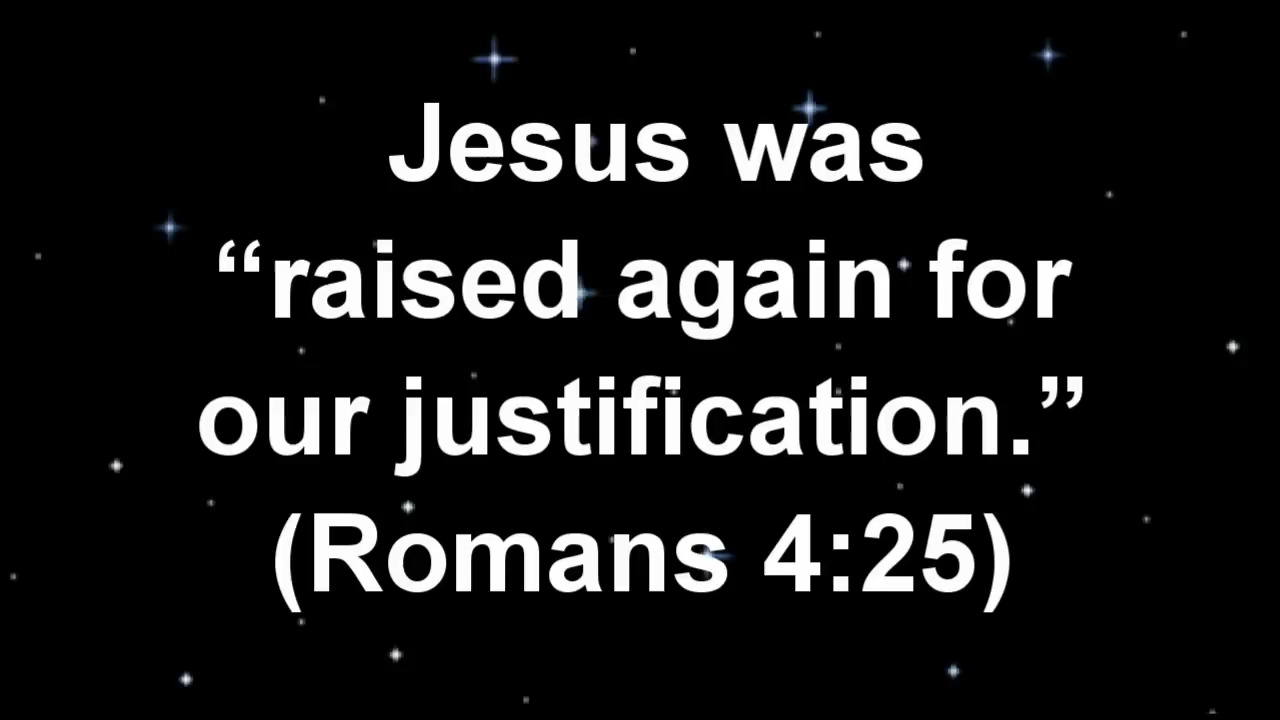 Jesus was
“raised again for
our justification.”
(Romans 4:25)